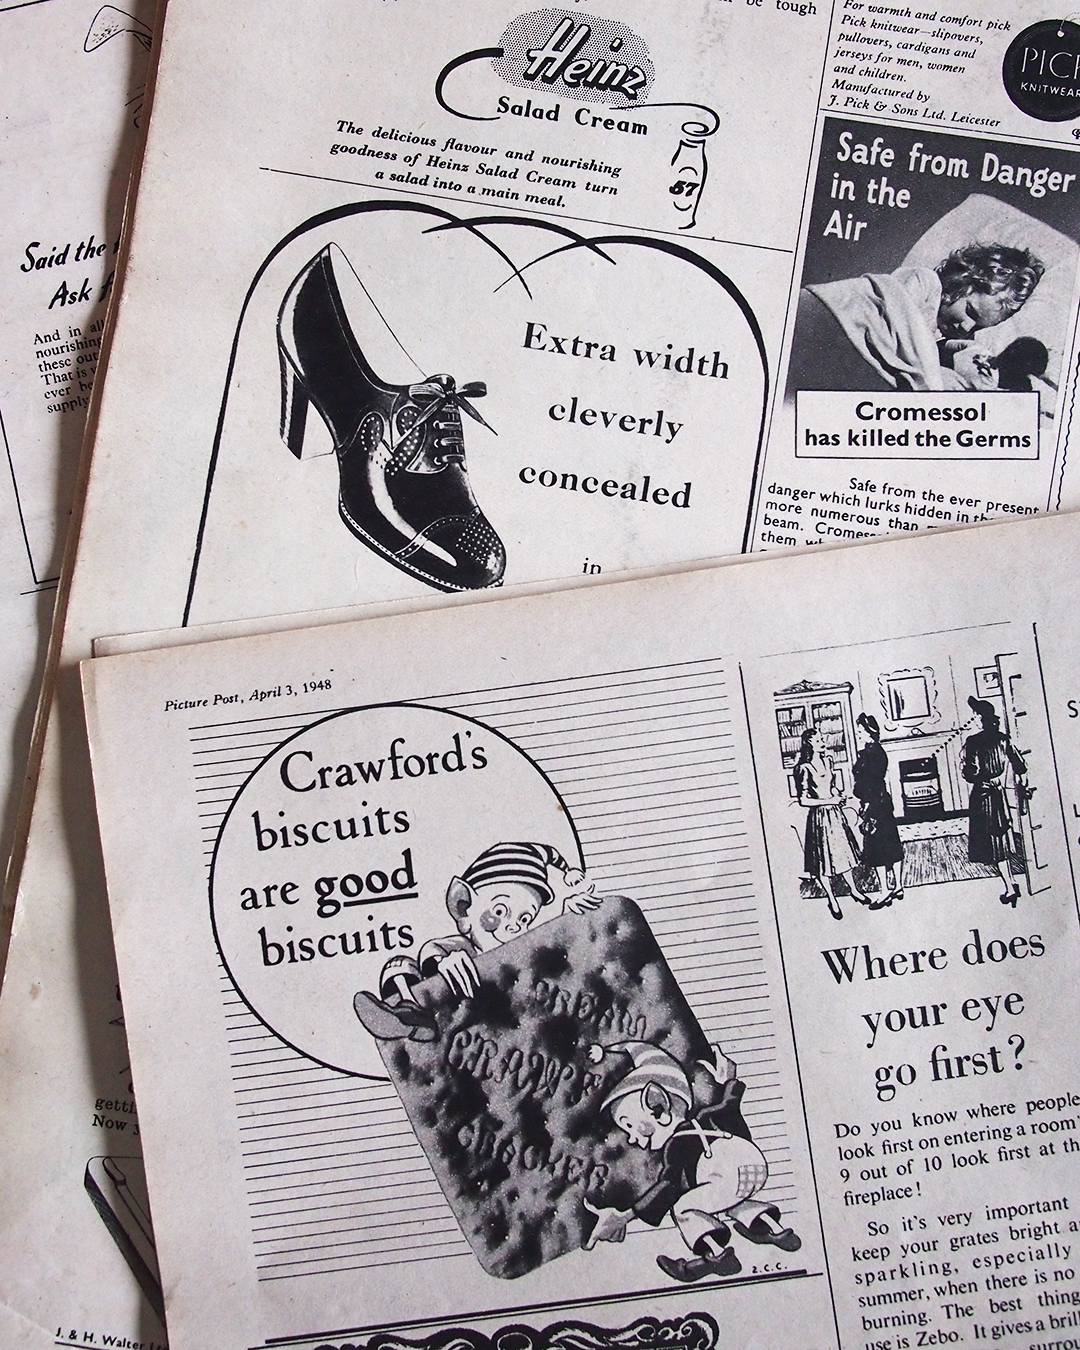 be tough
Heinz
Salad Cream
The delicious flavour and nourishing
goodness of Heinz Salad Cream turn
a salad into a main meal.
57
For warmth and comfort pick
Pick knitwear—slipovers,
pullovers, cardigans and
jerseys for men, women
and children.
Manufactured by
J. Pick & Sons Ltd. Leicester
PICK
KNITWEAR
Safe from Danger
in the
Air
Cromessol
has killed the Germs
Safe from the ever present
danger which lurks hidden in the
more numerous than
beam.
them
Extra width
cleverly
concealed
in
Said the
Ask
And in all
nourishing
these out
That is
ever be
supply
getti
Now
J. & H. Walter
Picture Post, April 3, 1948
Crawford's
biscuits
are good
biscuits
CREAM
CRAWF
CRACKER
Z.C.C.
Where does
your eye
go first?
Do you know where people
look first on entering a room
9 out of 10 look first at th
fireplace!
So it's very important
keep your grates bright a
sparkling, especially
summer, when there is no
burning. The best thing
use is Zebo. It gives a bril
surrou